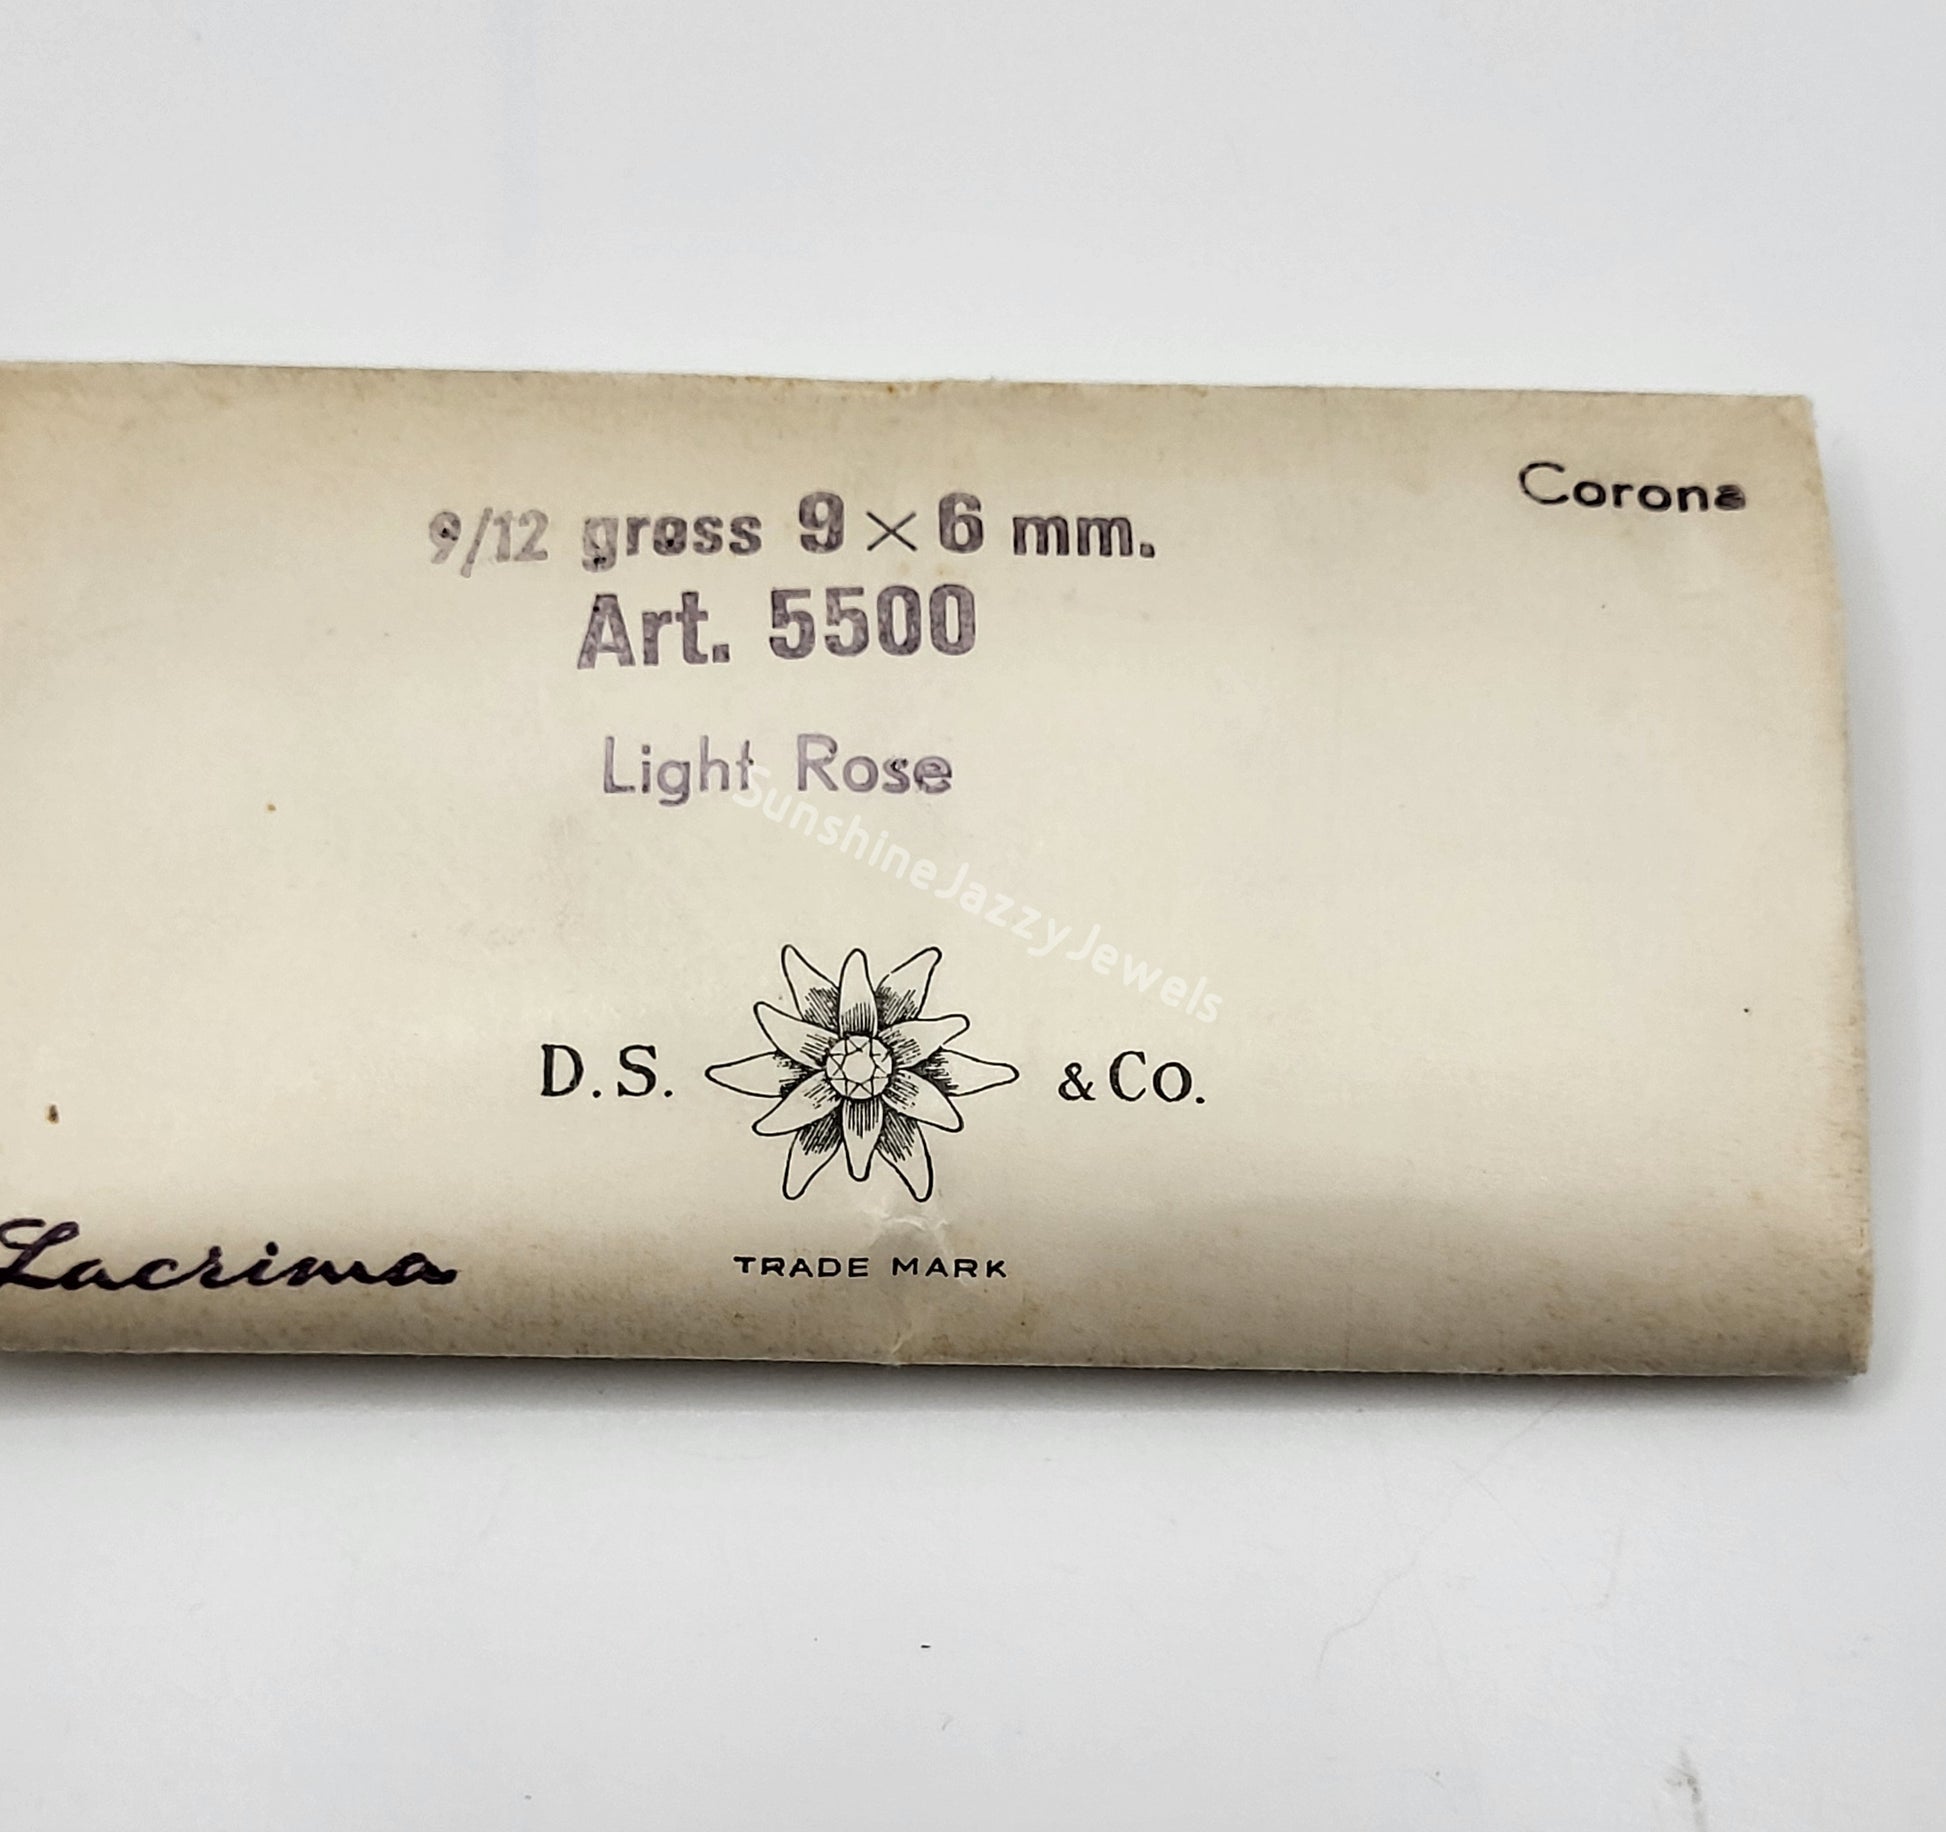 Corona
9/12 gross 9 × 6 mm.
Art. 5500
Light Rose
SunshineJazzyJewels
D.S. & Co.
Lacrima
TRADE MARK